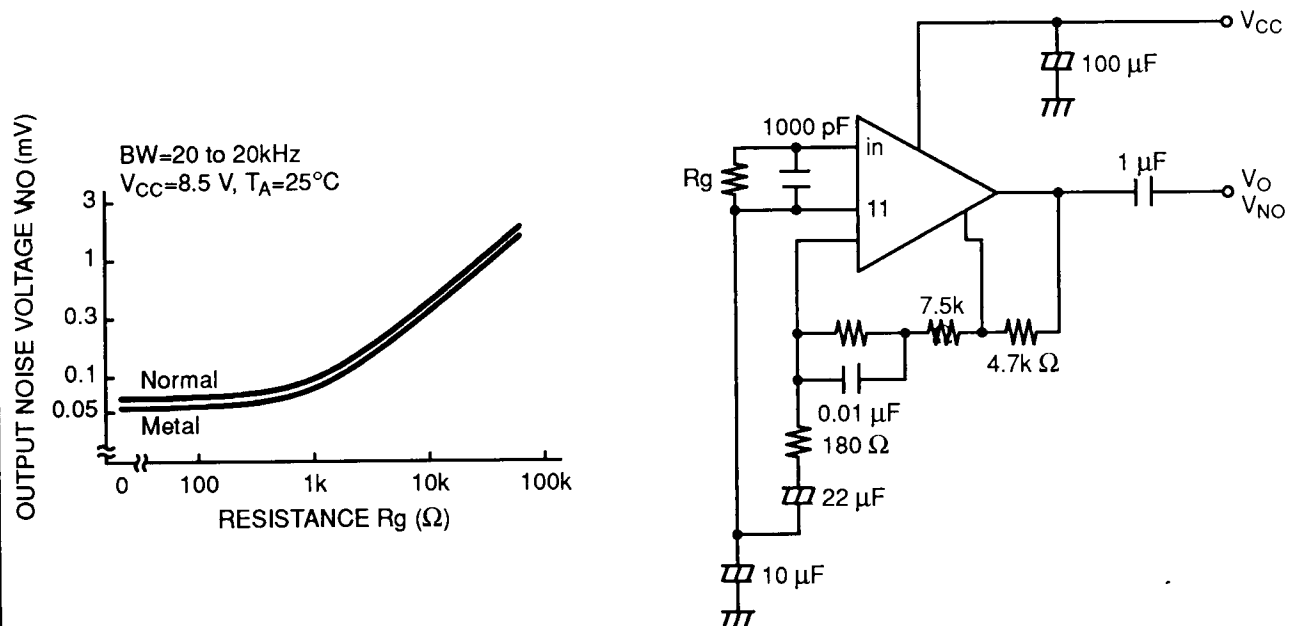 OUTPUT NOISE VOLTAGE VNO (mV)
BW=20 to 20kHz
VCC=8.5 V, TA=25°C
3
1
0.3
0.1
0.05
Normal
Metal
0
100
1k
10k
100k
RESISTANCE Rg (Ω)
VCC
100 µF
1000 pF
in
Rg
11
1 µF
VO
VNO
7.5k
4.7k Ω
0.01 µF
180 Ω
22 µF
10 µF